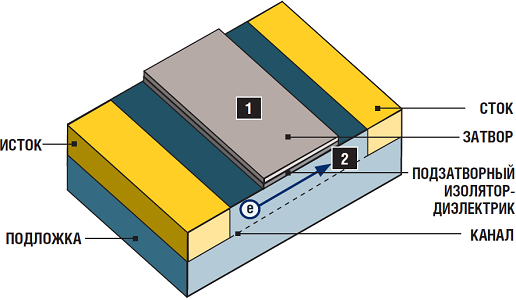 1
СТОК
ЗАТВОР
ИСТОК
2
ПОДЗАТВОРНЫЙ
ИЗОЛЯТОР-
ДИЭЛЕКТРИК
e
ПОДЛОЖКА
КАНАЛ